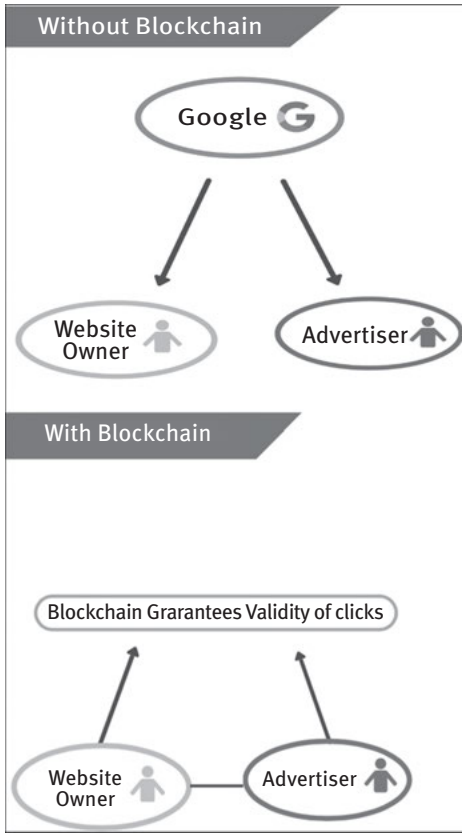 Without Blockchain
Google G
Website
Owner
Advertiser
With Blockchain
Blockchain Grarantees Validity of clicks
Website
Owner
Advertiser